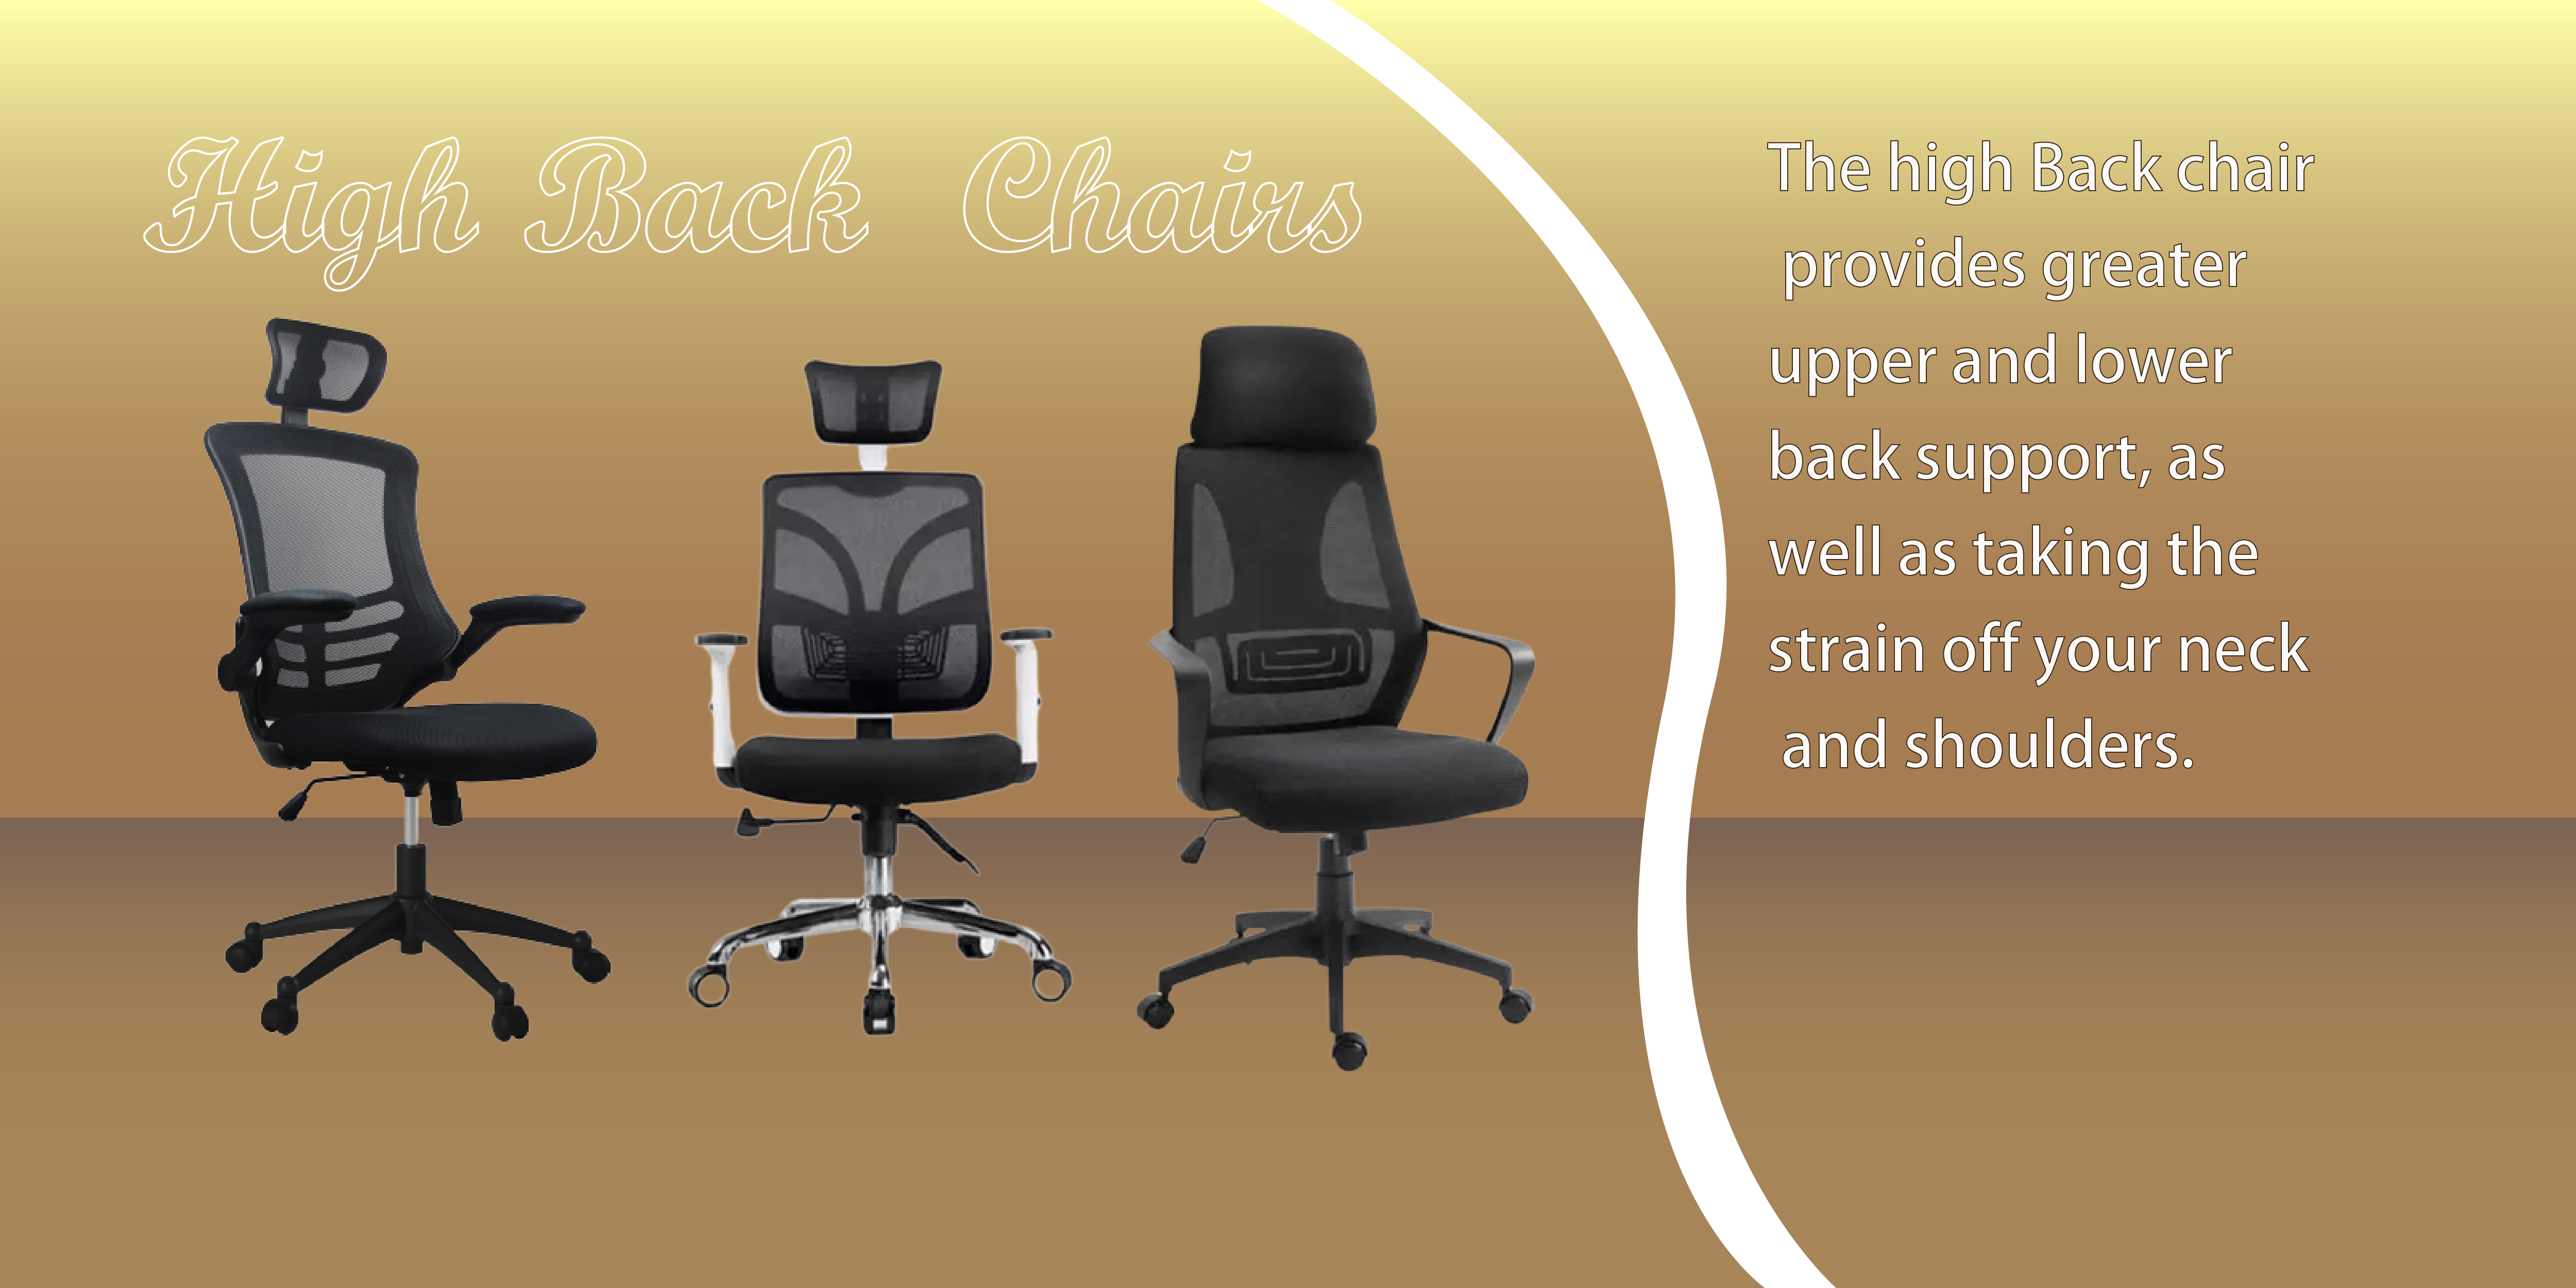 High Back Chairs
The high Back chair
provides greater
upper and lower
back support, as
well as taking the
strain off your neck
and shoulders.